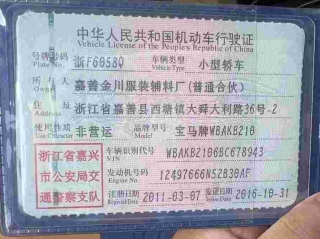 中华人民共和国机动车行驶证
Vehicle License of the People's Republic of China
号牌号码 浙F6G580 车辆类型 小型轿车
Plate No. Vehicle Type
所有人 嘉善金川服装辅料厂（普通合伙）
Owner
住址 浙江省嘉善县西塘镇大舜大利路36号-2
Address
使用性质 非营运 品牌型号 宝马牌WBAKB210
Use Character Model
浙江省嘉兴市公安局交通警察支队
车辆识别代号 WBAKB2106BC678943
VIN
发动机号码 12497666N52B30AF
Engine No.
注册日期 2011-03-07 发证日期 2016-10-31
Register Date Issue Date